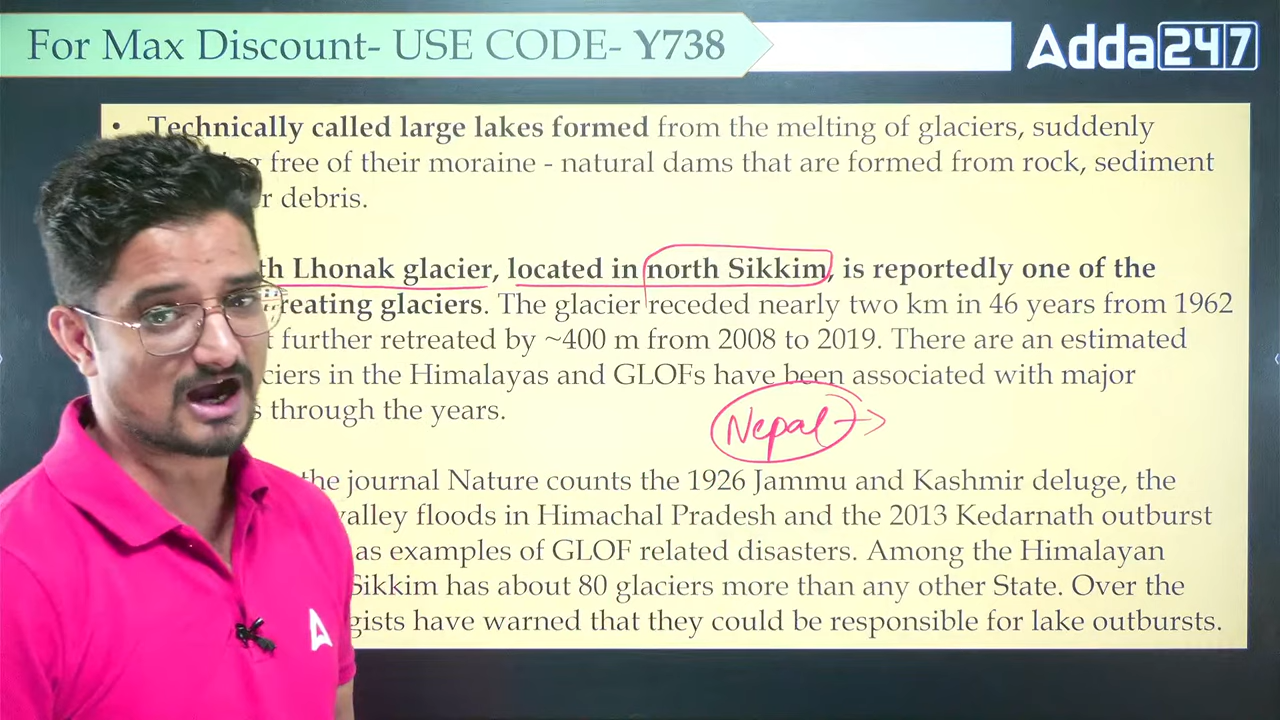 For Max Discount- USE CODE- Y738
Adda247
• Technically called large lakes formed from the melting of glaciers, suddenly
free of their moraine - natural dams that are formed from rock, sediment
debris.
Lhonak glacier, located in north Sikkim, is reportedly one of the
glaciers. The glacier receded nearly two km in 46 years from 1962
further retreated by ~400 m from 2008 to 2019. There are an estimated
in the Himalayas and GLOFs have been associated with major
through the years.
Nepal
the journal Nature counts the 1926 Jammu and Kashmir deluge, the
valley floods in Himachal Pradesh and the 2013 Kedarnath outburst
as examples of GLOF related disasters. Among the Himalayan
Sikkim has about 80 glaciers more than any other State. Over the
have warned that they could be responsible for lake outbursts.